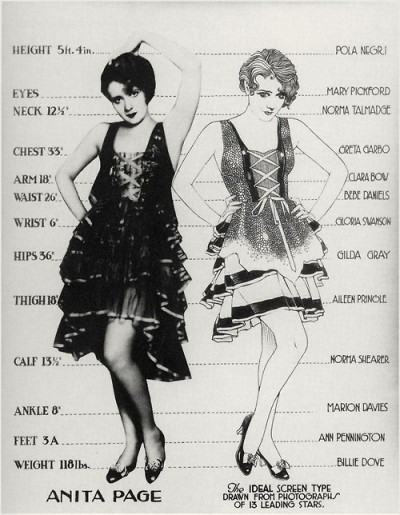 HEIGHT 5ft. 4in. POLA NEGRI
EYES MARY PICKFORD
NECK 12½" NORMA TALMADGE
CHEST 33" GRETA GARBO
ARM 18" CLARA BOW
WAIST 26" BEBE DANIELS
WRIST 6" GLORIA SWANSON
HIPS 36" GILDA GRAY
THIGH 18" AILEEN PRINGLE
CALF 13½" NORMA SHEARER
ANKLE 8" MARION DAVIES
FEET 3A ANN PENNINGTON
WEIGHT 118 lbs. BILLIE DOVE
ANITA PAGE
The IDEAL SCREEN TYPE
DRAWN FROM PHOTOGRAPHS
OF 13 LEADING STARS.